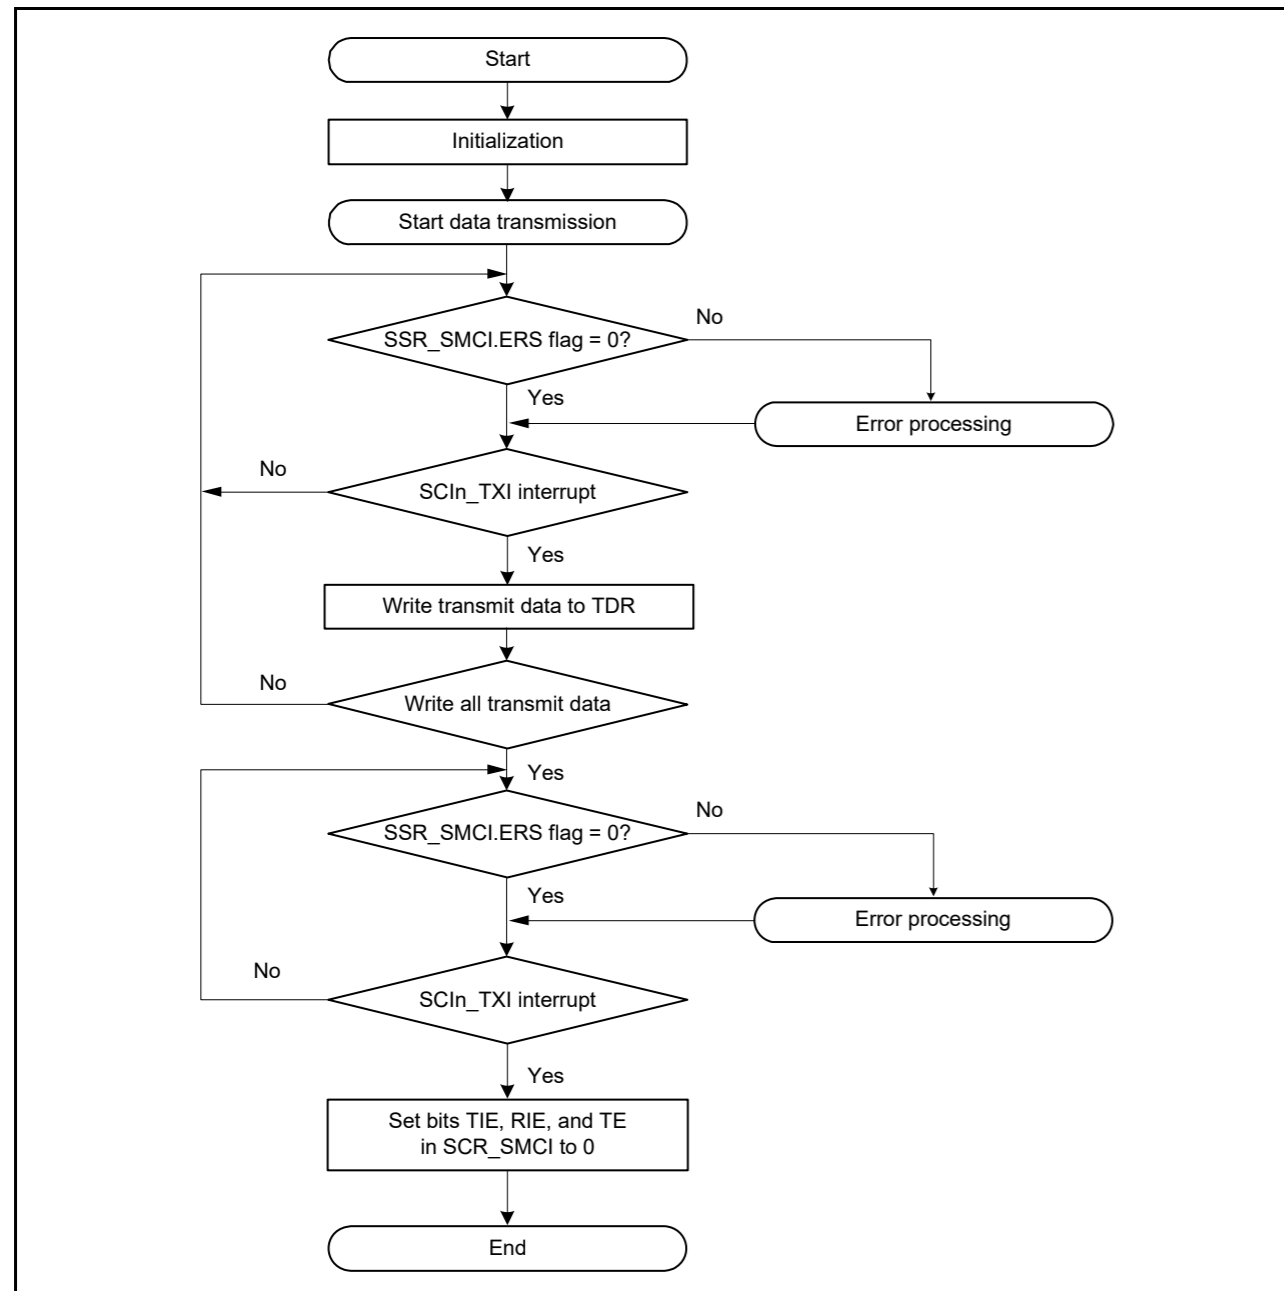 Start
Initialization
Start data transmission
SSR_SMCI.ERS flag = 0?
No
Yes
Error processing
No
SCIn_TXI interrupt
Yes
Write transmit data to TDR
No
Write all transmit data
Yes
SSR_SMCI.ERS flag = 0?
No
Yes
Error processing
No
SCIn_TXI interrupt
Yes
Set bits TIE, RIE, and TE
in SCR_SMCI to 0
End